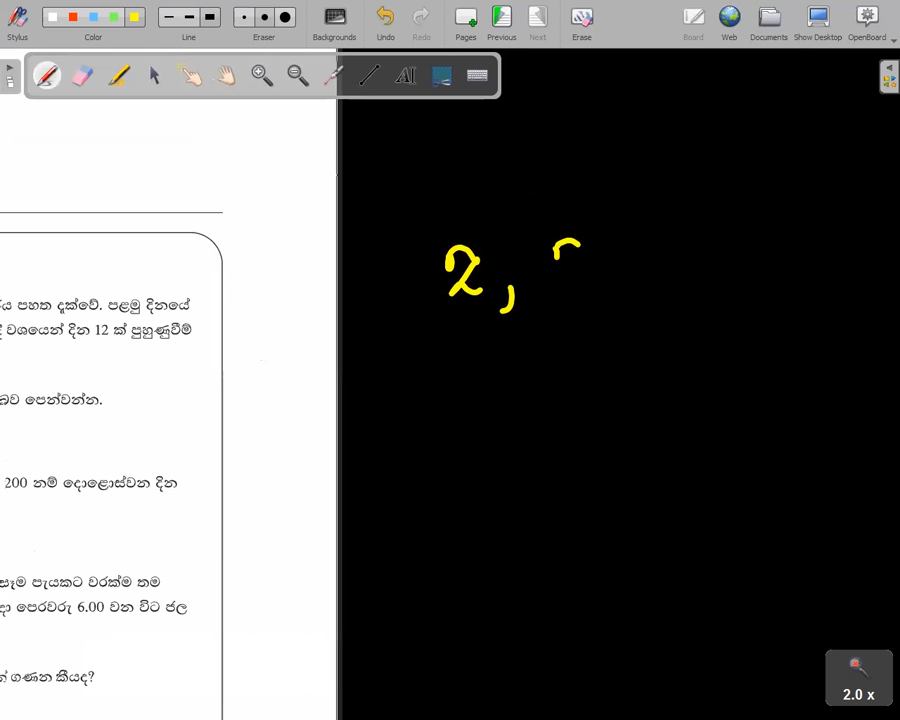 Stylus Color Line Eraser Backgrounds Undo Redo Pages Previous Next Erase Board Web Documents Show Desktop OpenBoard
2,
පහත දැක්වේ. පළමු දිනයේ
වශයෙන් දින 12 ක් පුහුණුවීම්
බව පෙන්වන්න.
200 නම් දොළොස්වන දින
සෑම පැයකට වරක්ම තම
පෙරවරු 6.00 වන විට ජල
ගණන කීයද?
2.0 x